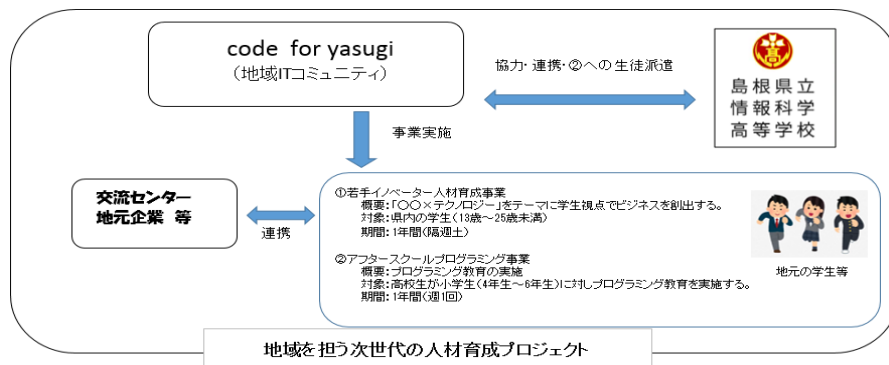 code for yasugi
（地域ITコミュニティ）
協力・連携・②への生徒派遣
高
島根県立
情報科学
高等学校
事業実施
交流センター
地元企業 等
連携
①若手イノベーター人材育成事業
概要：「〇〇×テクノロジー」をテーマに学生視点でビジネスを創出する。
対象：県内の学生（13歳～25歳未満）
期間：1年間（隔週土）
②アフタースクールプログラミング事業
概要：プログラミング教育の実施
対象：高校生が小学生（4年生～6年生）に対しプログラミング教育を実施する。
期間：1年間（週1回）
地元の学生等
地域を担う次世代の人材育成プロジェクト